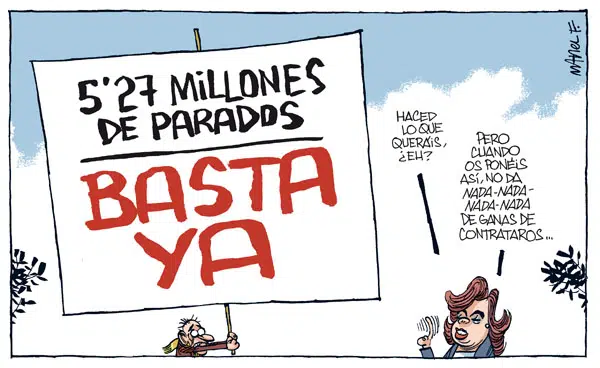 5'27 MILLONES
DE PARADOS
BASTA
YA
HACED
LO QUE
QUERÁIS,
¿EH?
PERO
CUANDO
OS PONÉIS
ASÍ, NO DA
NADA-NADA-
NADA-NADA
DE GANAS DE
CONTRATAROS...
MANEL F.